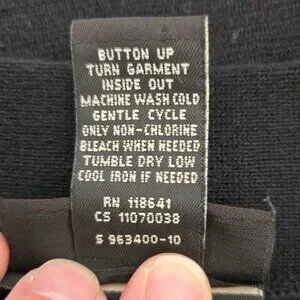 BUTTON UP
TURN GARMENT
INSIDE OUT
MACHINE WASH COLD
GENTLE CYCLE
ONLY NON-CHLORINE
BLEACH WHEN NEEDED
TUMBLE DRY LOW
COOL IRON IF NEEDED
RN 118641
CS 11070038
S 963400-10